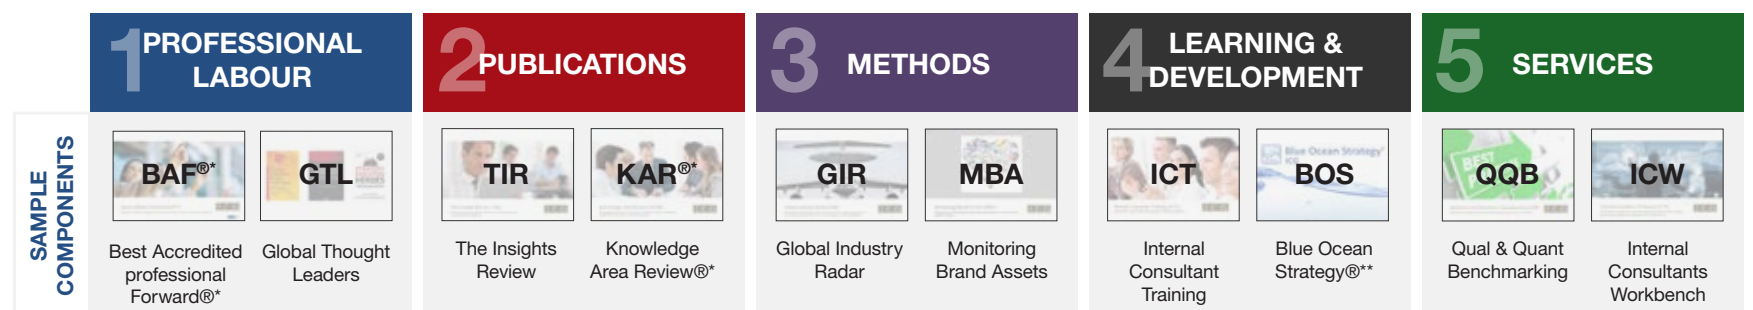 1
PROFESSIONAL
LABOUR
2
PUBLICATIONS
3
METHODS
4
LEARNING &
DEVELOPMENT
5
SERVICES
SAMPLE
COMPONENTS
BAF®*
Best Accredited
professional
Forward®*
GTL
Global Thought
Leaders
TIR
The Insights
Review
KAR®*
Knowledge
Area Review®*
GIR
Global Industry
Radar
MBA
Monitoring
Brand Assets
ICT
Internal
Consultant
Training
Blue Ocean Strategy®
BOS
Blue Ocean
Strategy®**
BEST
QQB
Qual & Quant
Benchmarking
ICW
Internal
Consultants
Workbench